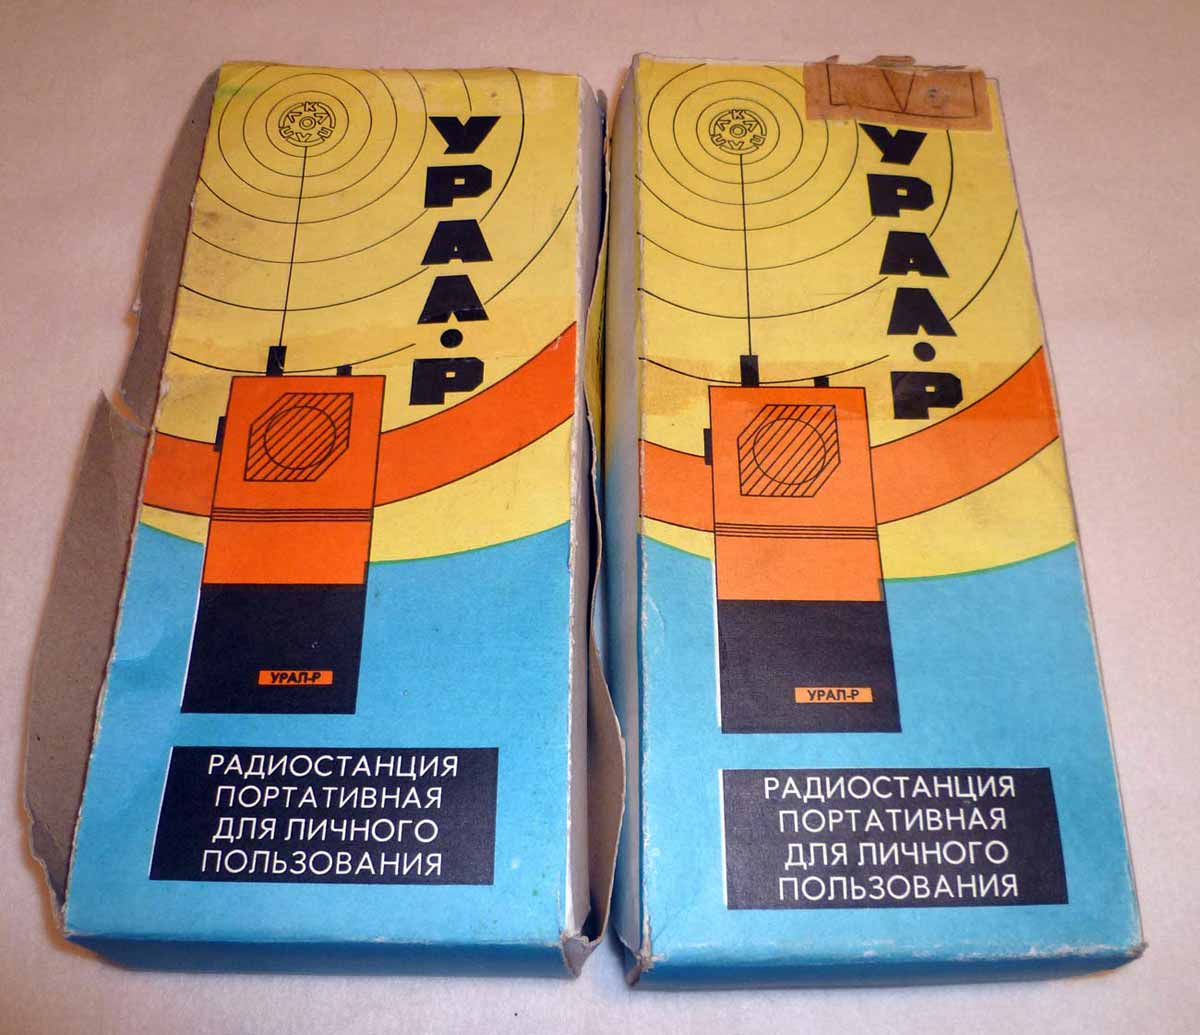 УРАЛ·Р
УРАЛ-Р
РАДИОСТАНЦИЯ
ПОРТАТИВНАЯ
ДЛЯ ЛИЧНОГО
ПОЛЬЗОВАНИЯ
УРАЛ·Р
УРАЛ-Р
РАДИОСТАНЦИЯ
ПОРТАТИВНАЯ
ДЛЯ ЛИЧНОГО
ПОЛЬЗОВАНИЯ